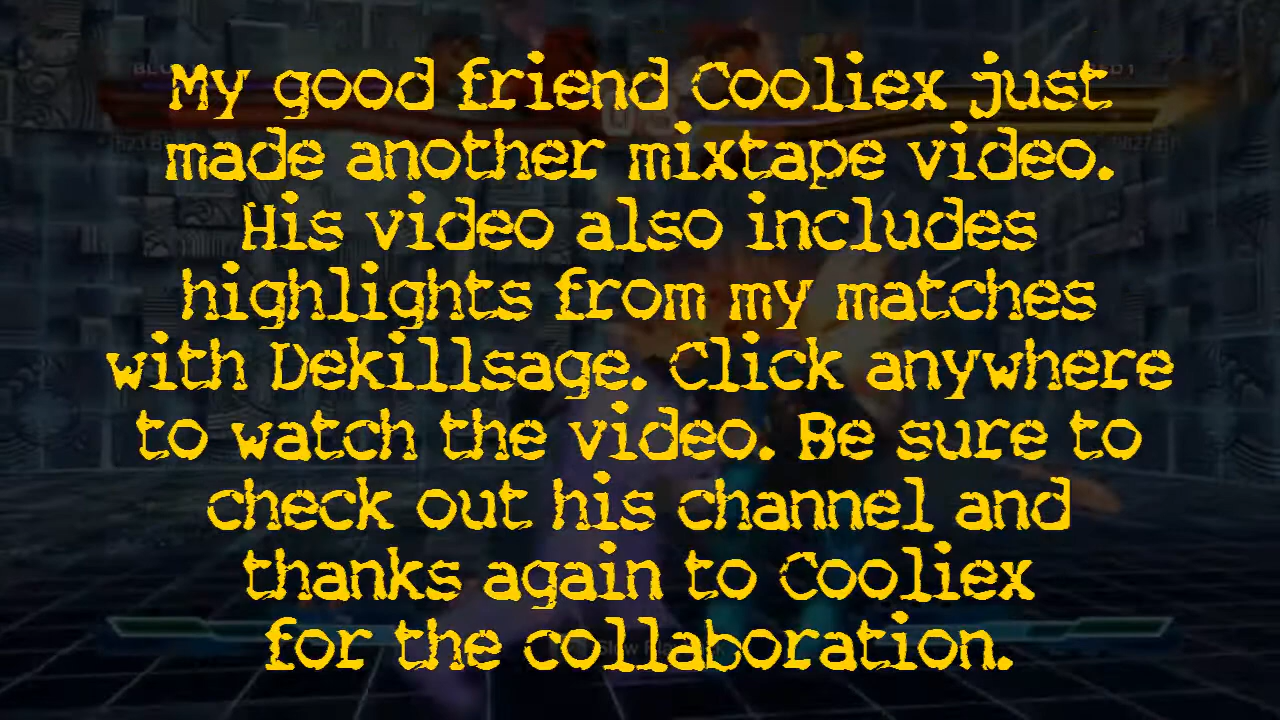 My good friend Cooliex just
made another mixtape video.
His video also includes
highlights from my matches
with Dekillsage. Click anywhere
to watch the video. Be sure to
check out his channel and
thanks again to Cooliex
for the collaboration.